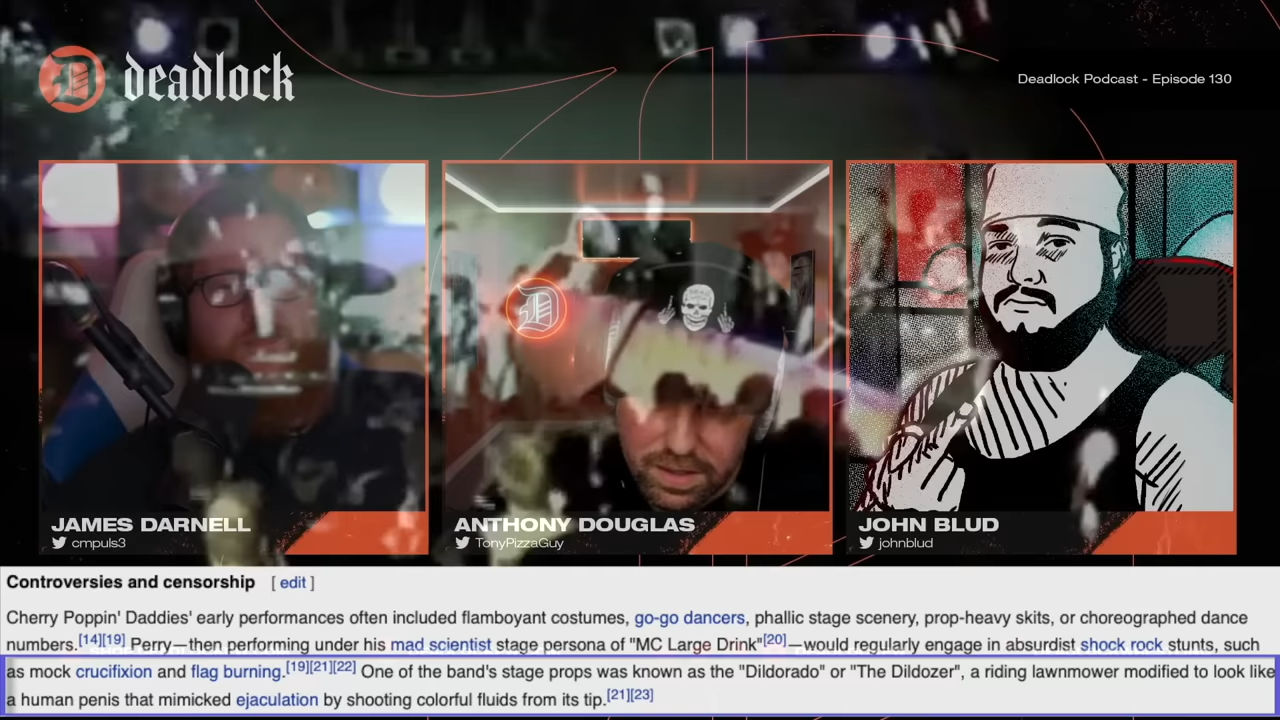 D deadlock
Deadlock Podcast - Episode 130
D
JAMES DARNELL
cmpuls3
ANTHONY DOUGLAS
TonyPizzaGuy
JOHN BLUD
johnblud
Controversies and censorship [ edit ]
Cherry Poppin' Daddies' early performances often included flamboyant costumes, go-go dancers, phallic stage scenery, prop-heavy skits, or choreographed dance
numbers.[14][19] Perry—then performing under his mad scientist stage persona of "MC Large Drink"[20]—would regularly engage in absurdist shock rock stunts, such
as mock crucifixion and flag burning.[19][21][22] One of the band's stage props was known as the "Dildorado" or "The Dildozer", a riding lawnmower modified to look like
a human penis that mimicked ejaculation by shooting colorful fluids from its tip.[21][23]